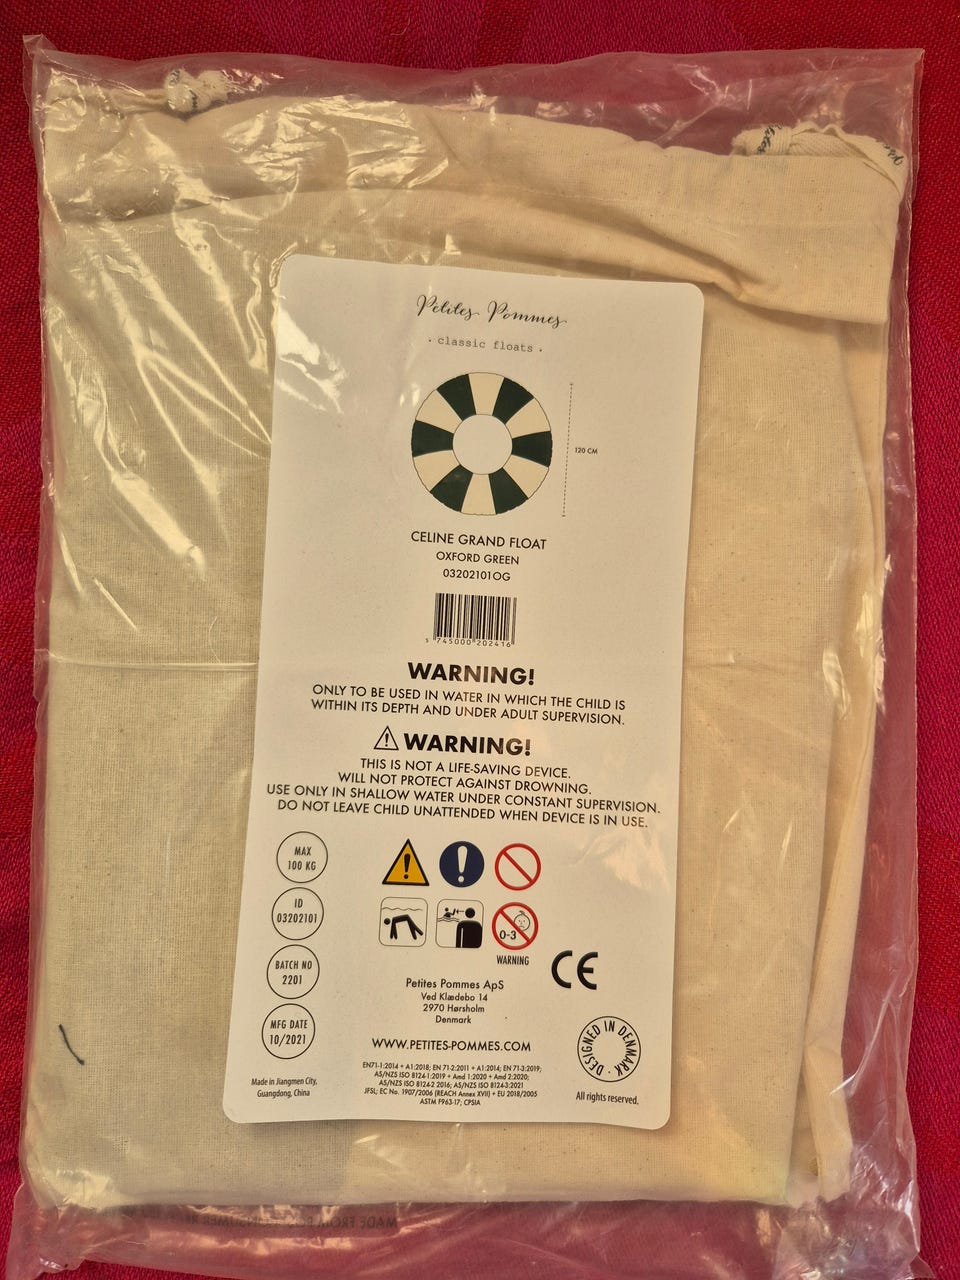 Petites Pommes
· classic floats ·
120 CM
CELINE GRAND FLOAT
OXFORD GREEN
03202101OG
5 745000 202416
WARNING!
ONLY TO BE USED IN WATER IN WHICH THE CHILD IS
WITHIN ITS DEPTH AND UNDER ADULT SUPERVISION.
WARNING!
THIS IS NOT A LIFE-SAVING DEVICE.
WILL NOT PROTECT AGAINST DROWNING.
USE ONLY IN SHALLOW WATER UNDER CONSTANT SUPERVISION.
DO NOT LEAVE CHILD UNATTENDED WHEN DEVICE IS IN USE.
MAX
100 KG
ID
03202101
BATCH NO
2201
MFG DATE
10/2021
Made in Jiangmen City,
Guangdong, China
0-3
WARNING
CE
Petites Pommes ApS
Ved Klædebo 14
2970 Hørsholm
Denmark
WWW.PETITES-POMMES.COM
EN71-1:2014 + A1:2018; EN 71-2:2011 + A1:2014; EN 71-3:2019;
AS/NZS ISO 8124-1:2019 + Amd 1:2020 + Amd 2:2020;
AS/NZS ISO 8124-2 2016; AS/NZS ISO 8124-3:2021
JFSL; EC No. 1907/2006 (REACH Annex XVII) + EU 2018/2005
ASTM F963-17; CPSIA
DESIGNED IN DENMARK ·
All rights reserved.
MADE FROM